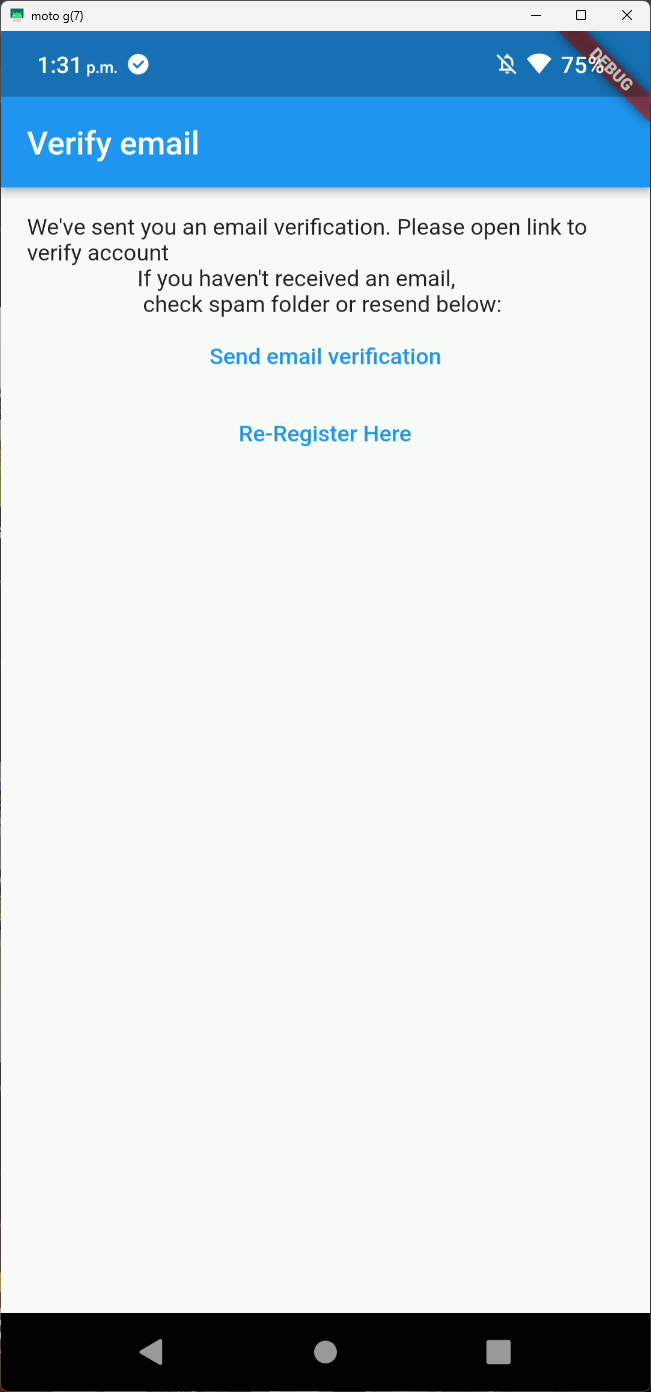 moto g(7)
1:31 p.m.
75%
DEBUG
Verify email
We've sent you an email verification. Please open link to
verify account
If you haven't received an email,
check spam folder or resend below:
Send email verification
Re-Register Here